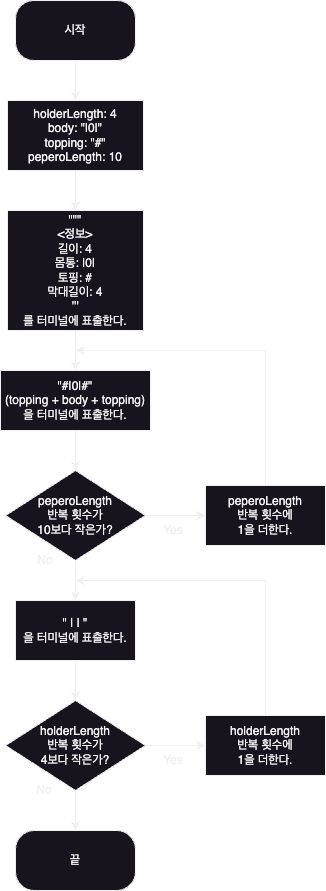 시작
holderLength: 4
body: "|0|"
topping: "#"
peperoLength: 10
"""
<정보>
길이: 4
몸통: |0|
토핑: #
막대길이: 4
"'
를 터미널에 표출한다.
"#|0|#"
(topping + body + topping)
을 터미널에 표출한다.
peperoLength
반복 횟수가
10보다 작은가?
Yes
peperoLength
반복 횟수에
1을 더한다.
No
" | | "
을 터미널에 표출한다.
holderLength
반복 횟수가
4보다 작은가?
Yes
holderLength
반복 횟수에
1을 더한다.
No
끝